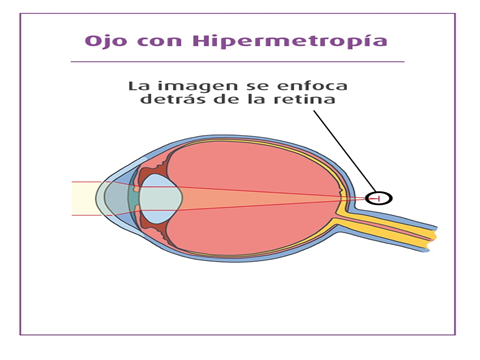 Ojo con Hipermetropía
La imagen se enfoca
detrás de la retina